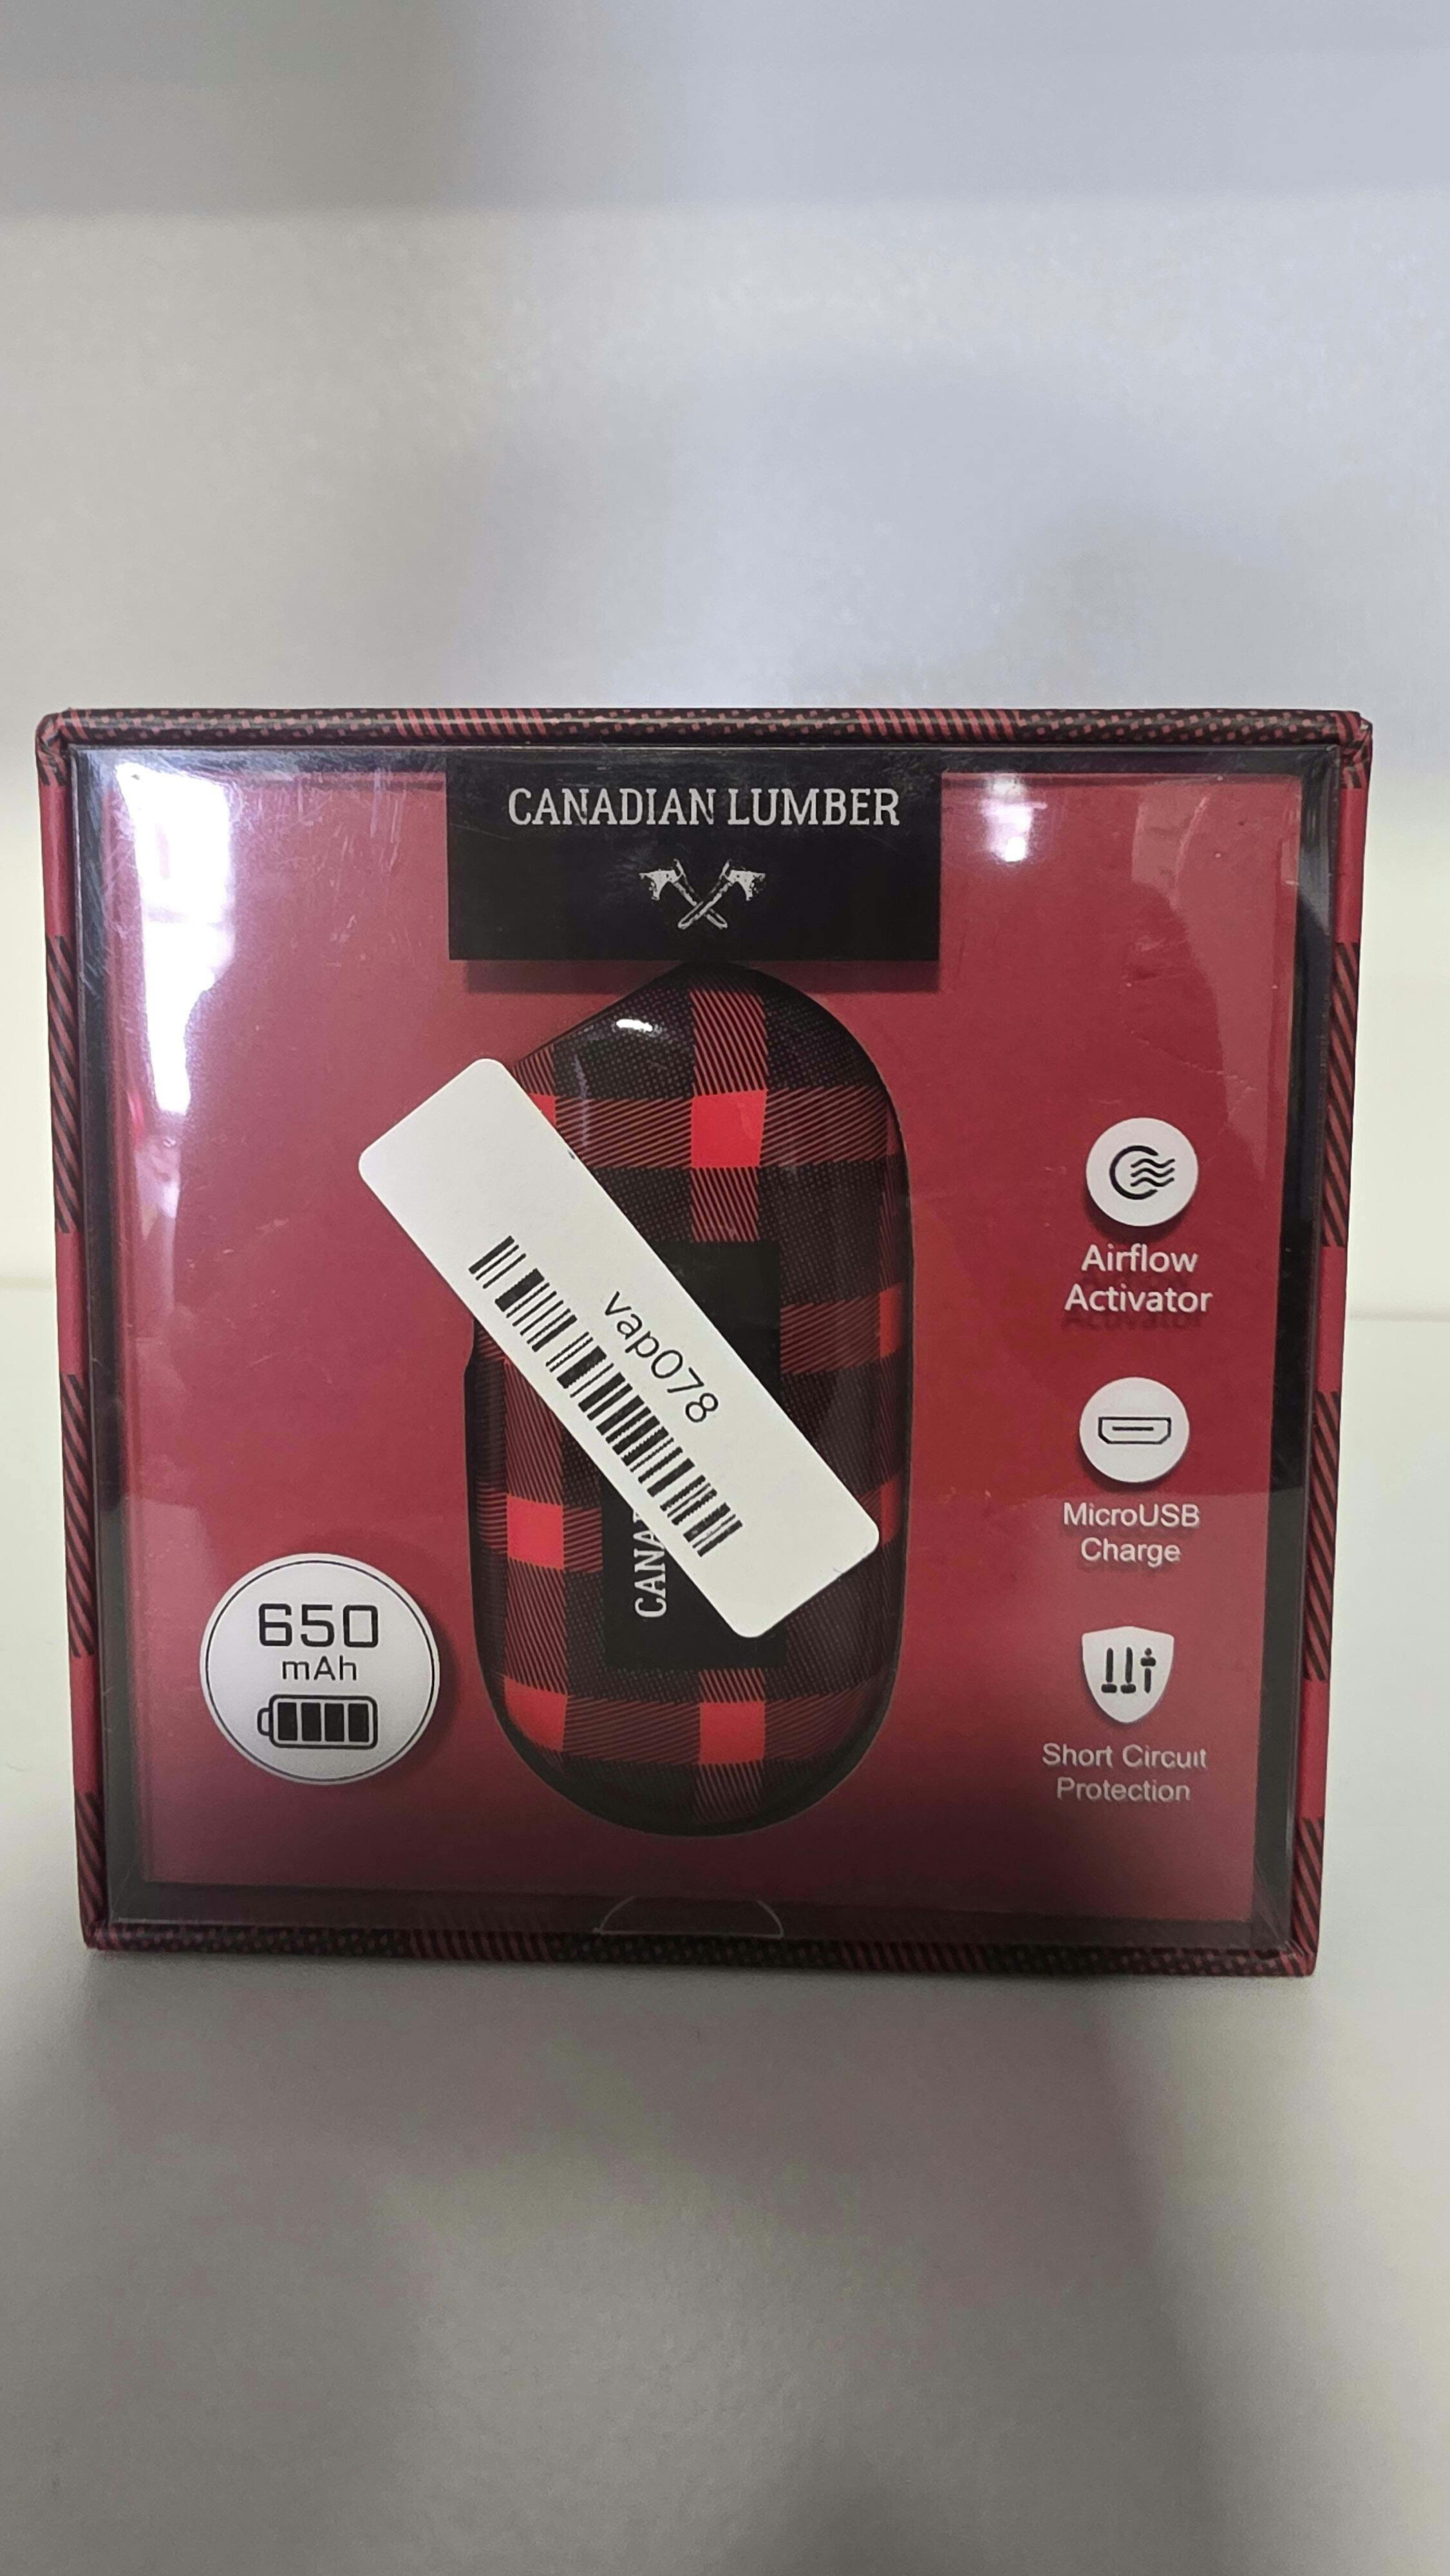 CANADIAN LUMBER
vap078
CANA
Airflow
Activator
MicroUSB
Charge
Short Circuit
Protection
650
mAh